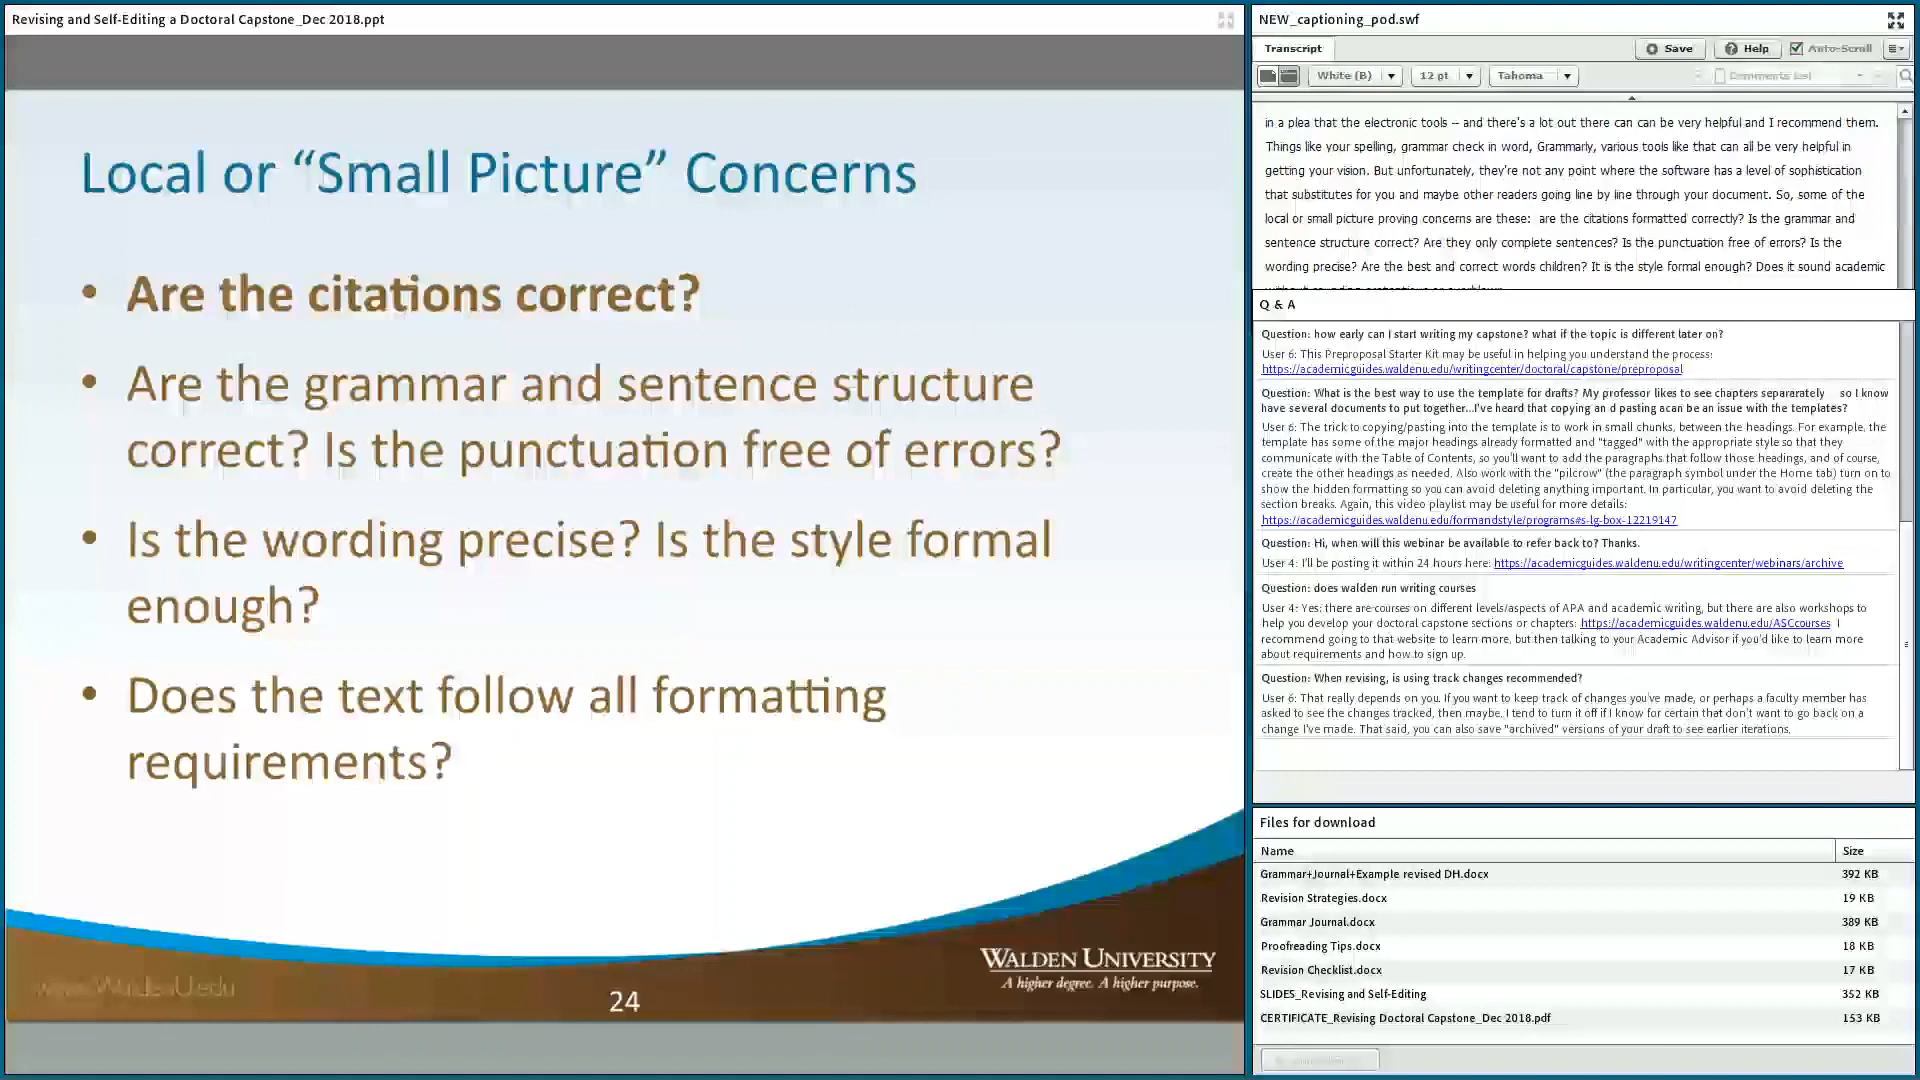 Revising and Self-Editing a Doctoral Capstone_Dec 2018.ppt
Local or “Small Picture” Concerns
• Are the citations correct?
• Are the grammar and sentence structure
correct? Is the punctuation free of errors?
• Is the wording precise? Is the style formal
enough?
• Does the text follow all formatting
requirements?
www.WaldenU.edu
24
WALDEN UNIVERSITY
A higher degree. A higher purpose.
NEW_captioning_pod.swf
Transcript
Save
Help
Auto-Scroll
White (B)
12 pt
Tahoma
Comments List
in a plea that the electronic tools -- and there's a lot out there can can be very helpful and I recommend them.
Things like your spelling, grammar check in word, Grammarly, various tools like that can all be very helpful in
getting your vision. But unfortunately, they're not any point where the software has a level of sophistication
that substitutes for you and maybe other readers going line by line through your document. So, some of the
local or small picture proving concerns are these: are the citations formatted correctly? Is the grammar and
sentence structure correct? Are they only complete sentences? Is the punctuation free of errors? Is the
wording precise? Are the best and correct words children? It is the style formal enough? Does it sound academic
Q & A
Question: how early can I start writing my capstone? what if the topic is different later on?
User 6: This Preproposal Starter Kit may be useful in helping you understand the process:
https://academicguides.waldenu.edu/writingcenter/doctoral/capstone/preproposal
Question: What is the best way to use the template for drafts? My professor likes to see chapters separarately so I know
have several documents to put together...I've heard that copying an d pasting acan be an issue with the templates?
User 6: The trick to copying/pasting into the template is to work in small chunks, between the headings. For example, the
template has some of the major headings already formatted and "tagged" with the appropriate style so that they
communicate with the Table of Contents, so you'll want to add the paragraphs that follow those headings, and of course,
create the other headings as needed. Also work with the "pilcrow" (the paragraph symbol under the Home tab) turn on to
show the hidden formatting so you can avoid deleting anything important. In particular, you want to avoid deleting the
section breaks. Again, this video playlist may be useful for more details:
https://academicguides.waldenu.edu/formandstyle/programs#s-lg-box-12219147
Question: Hi, when will this webinar be available to refer back to? Thanks.
User 4: I'll be posting it within 24 hours here: https://academicguides.waldenu.edu/writingcenter/webinars/archive
Question: does walden run writing courses
User 4: Yes: there are courses on different levels/aspects of APA and academic writing, but there are also workshops to
help you develop your doctoral capstone sections or chapters: https://academicguides.waldenu.edu/ASCcourses I
recommend going to that website to learn more, but then talking to your Academic Advisor if you'd like to learn more
about requirements and how to sign up.
Question: When revising, is using track changes recommended?
User 6: That really depends on you. If you want to keep track of changes you've made, or perhaps a faculty member has
asked to see the changes tracked, then maybe. I tend to turn it off if I know for certain that don't want to go back on a
change I've made. That said, you can also save "archived" versions of your draft to see earlier iterations.
Files for download
Name Size
Grammar+Journal+Example revised DH.docx 392 KB
Revision Strategies.docx 19 KB
Grammar Journal.docx 389 KB
Proofreading Tips.docx 18 KB
Revision Checklist.docx 17 KB
SLIDES_Revising and Self-Editing 352 KB
CERTIFICATE_Revising Doctoral Capstone_Dec 2018.pdf 153 KB